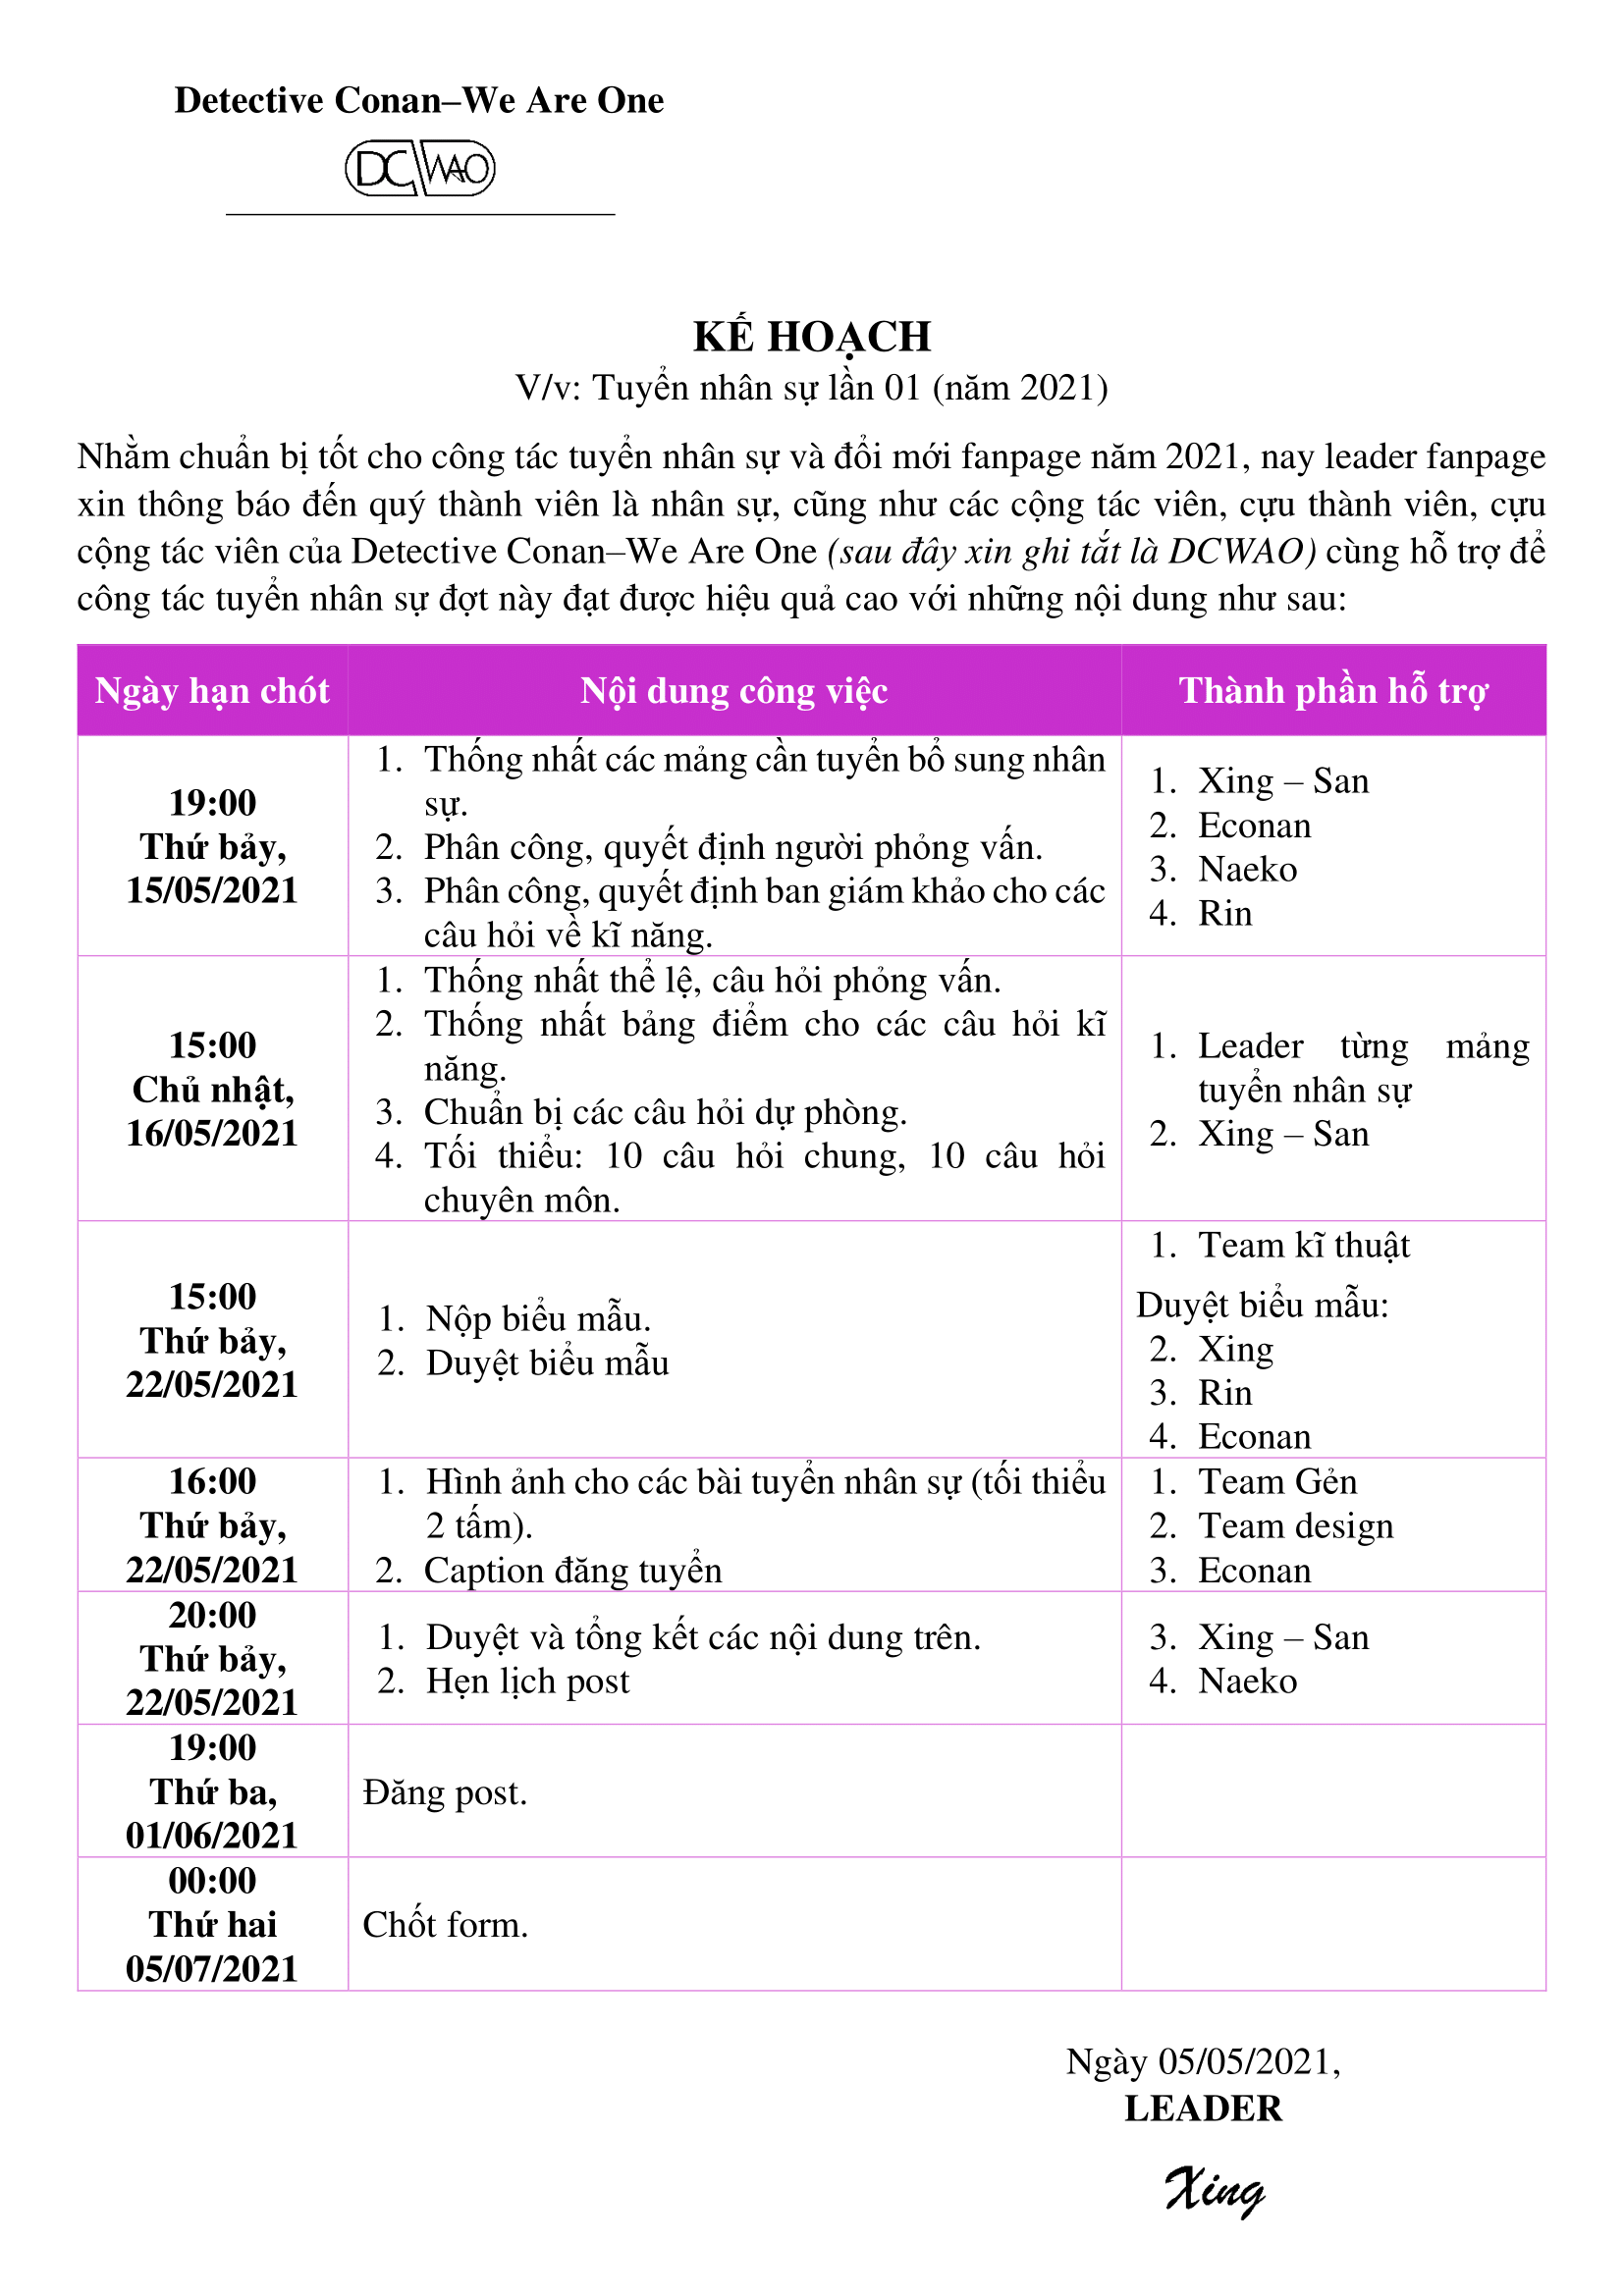 Detective Conan–We Are One
DC WAO
KẾ HOẠCH
V/v: Tuyển nhân sự lần 01 (năm 2021)
Nhằm chuẩn bị tốt cho công tác tuyển nhân sự và đổi mới fanpage năm 2021, nay leader fanpage
xin thông báo đến quý thành viên là nhân sự, cũng như các cộng tác viên, cựu thành viên, cựu
cộng tác viên của Detective Conan–We Are One (sau đây xin ghi tắt là DCWAO) cùng hỗ trợ để
công tác tuyển nhân sự đợt này đạt được hiệu quả cao với những nội dung như sau:
Ngày hạn chót
Nội dung công việc
Thành phần hỗ trợ
19:00
Thứ bảy,
15/05/2021
1. Thống nhất các mảng cần tuyển bổ sung nhân
sự.
2. Phân công, quyết định người phỏng vấn.
3. Phân công, quyết định ban giám khảo cho các
câu hỏi về kĩ năng.
1. Xing – San
2. Econan
3. Naeko
4. Rin
15:00
Chủ nhật,
16/05/2021
1. Thống nhất thể lệ, câu hỏi phỏng vấn.
2. Thống nhất bảng điểm cho các câu hỏi kĩ
năng.
3. Chuẩn bị các câu hỏi dự phòng.
4. Tối thiểu: 10 câu hỏi chung, 10 câu hỏi
chuyên môn.
1. Leader từng mảng
tuyển nhân sự
2. Xing – San
15:00
Thứ bảy,
22/05/2021
1. Nộp biểu mẫu.
2. Duyệt biểu mẫu
1. Team kĩ thuật
Duyệt biểu mẫu:
2. Xing
3. Rin
4. Econan
16:00
Thứ bảy,
22/05/2021
1. Hình ảnh cho các bài tuyển nhân sự (tối thiểu
2 tấm).
2. Caption đăng tuyển
1. Team Gẻn
2. Team design
3. Econan
20:00
Thứ bảy,
22/05/2021
1. Duyệt và tổng kết các nội dung trên.
2. Hẹn lịch post
3. Xing – San
4. Naeko
19:00
Thứ ba,
01/06/2021
Đăng post.
00:00
Thứ hai
05/07/2021
Chốt form.
Ngày 05/05/2021,
LEADER
Xing